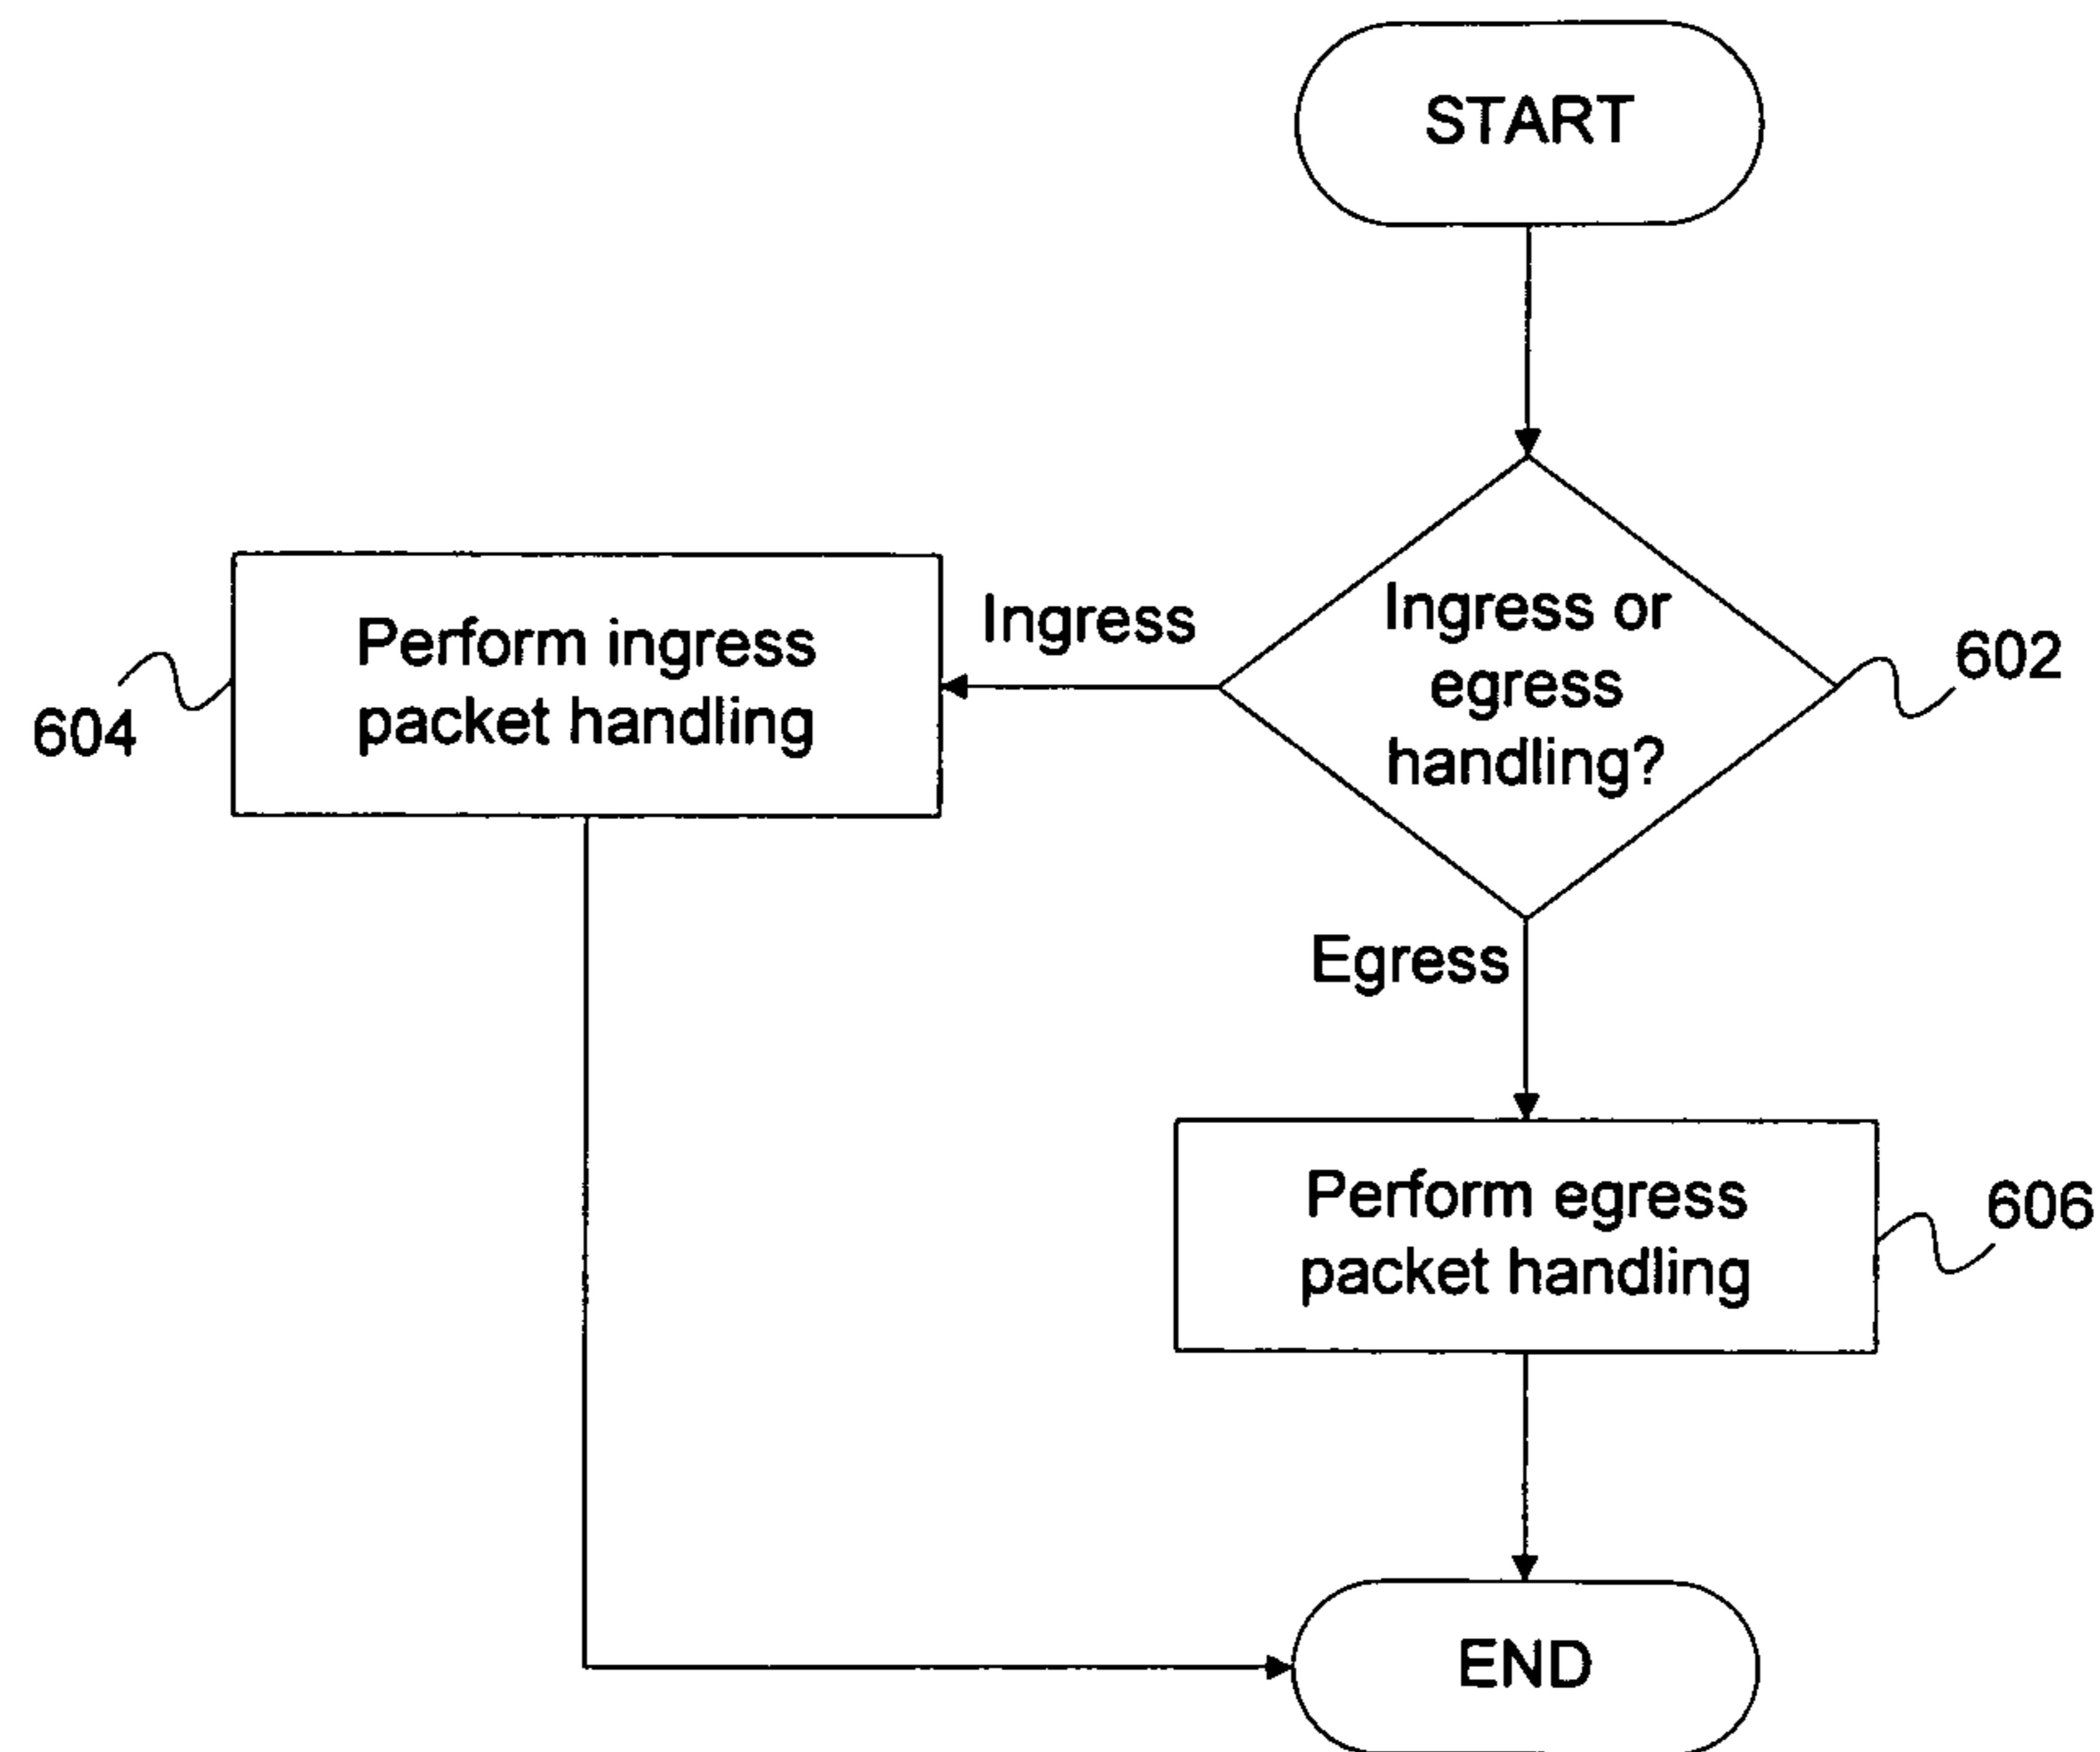 START
Ingress or
egress
handling?
602
Ingress
Perform ingress
packet handling
604
Egress
Perform egress
packet handling
606
END